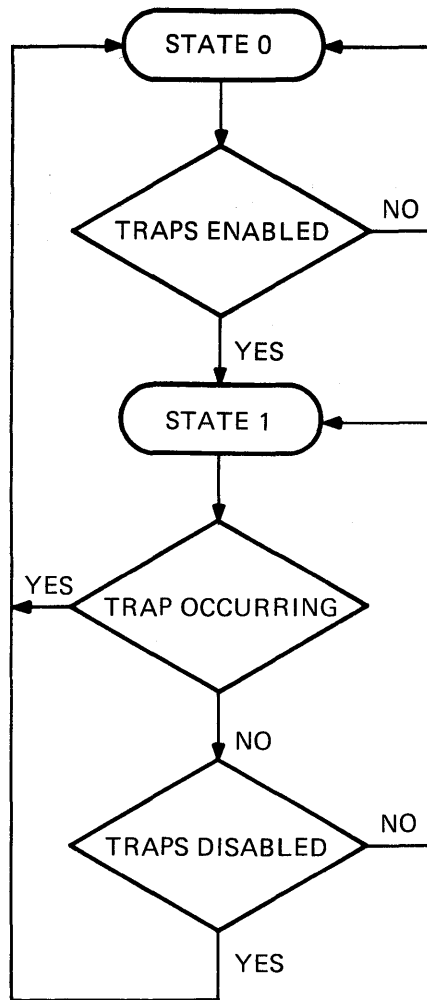 STATE 0
TRAPS ENABLED
NO
YES
STATE 1
YES
TRAP OCCURRING
NO
TRAPS DISABLED
NO
YES